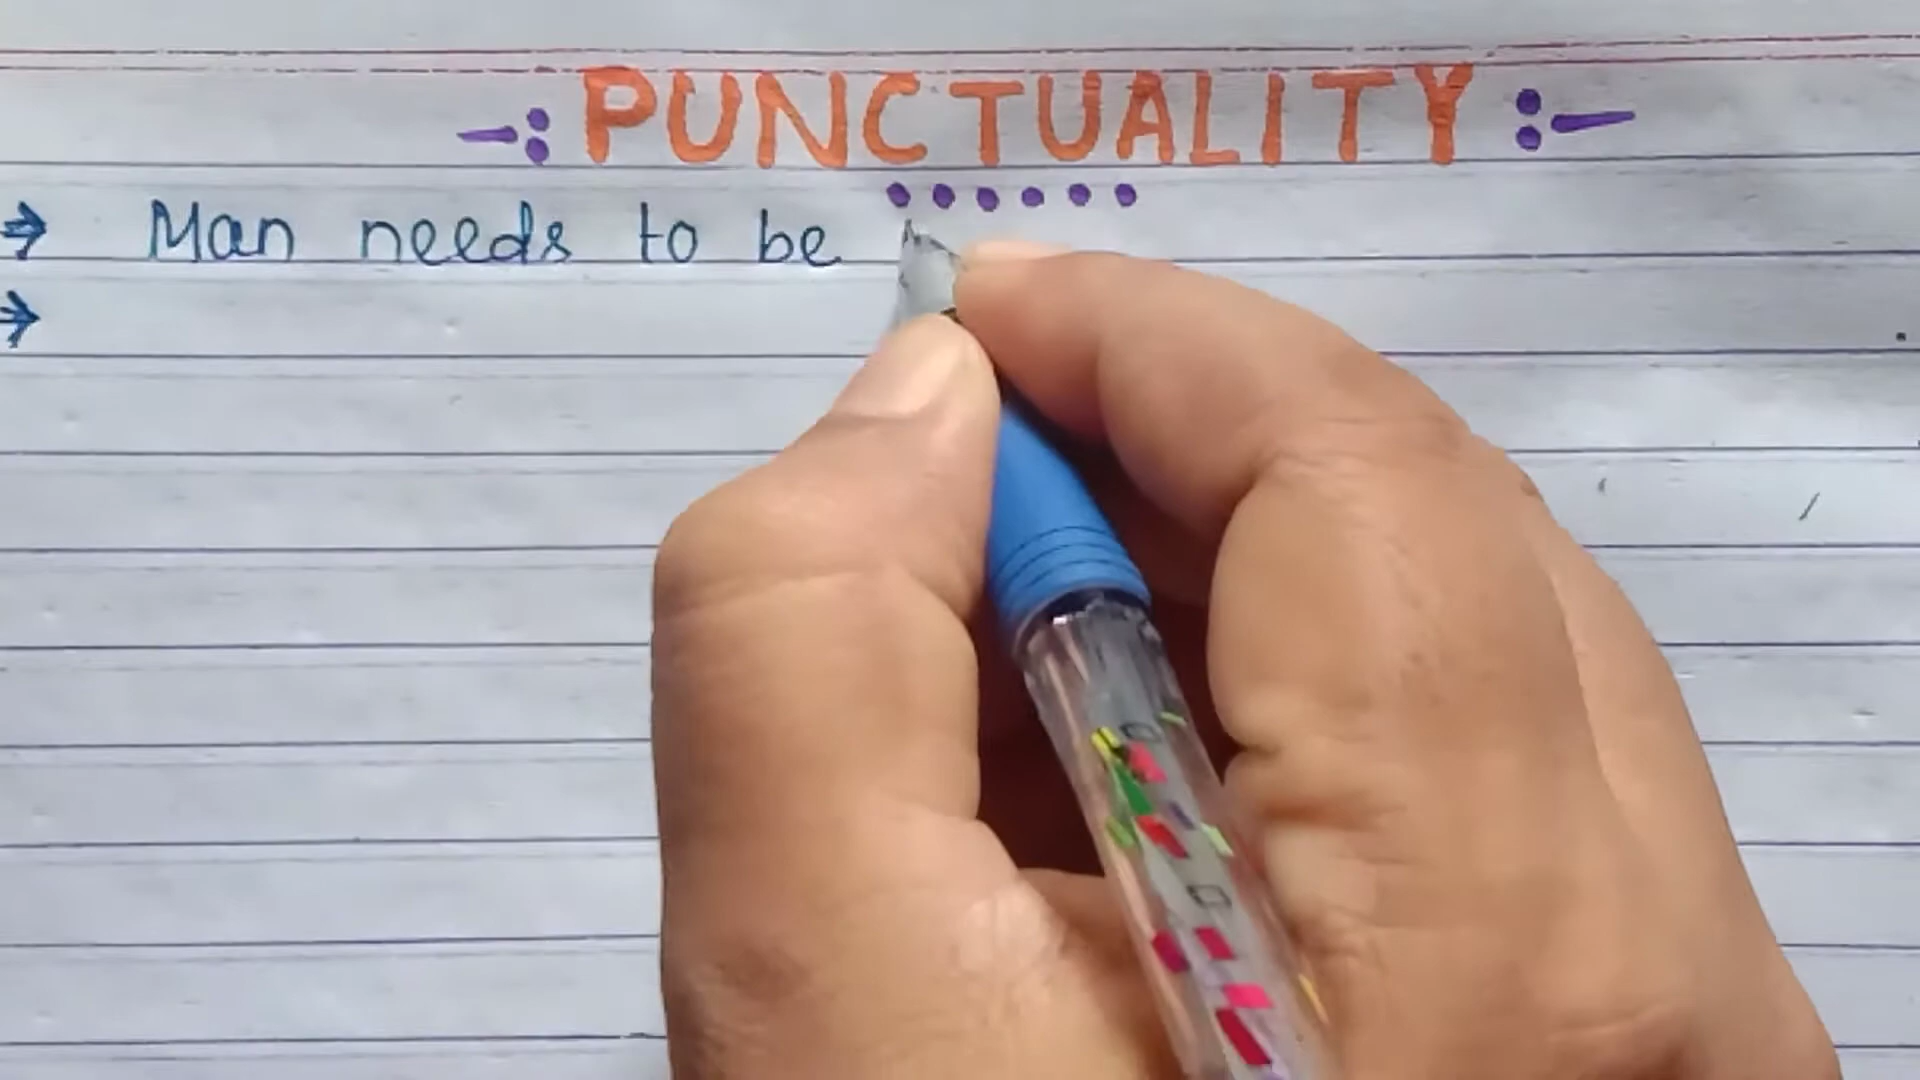 -: PUNCTUALITY :-
→ Man needs to be
→